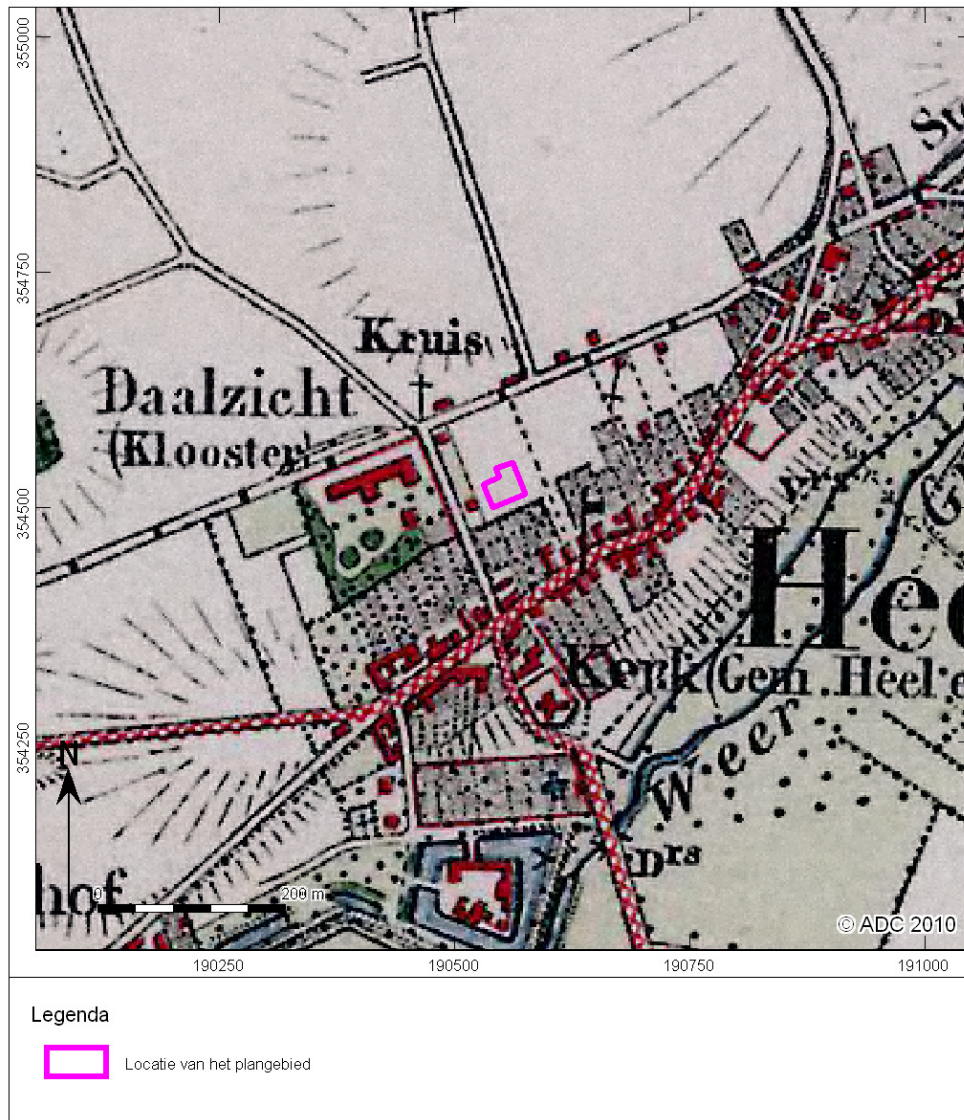 355000
354750
354500
354250
Kruis
Daalzicht
(Klooster)
Kerk (Gem. Heel e
Weer
Drs
N
hof
0
200 m
© ADC 2010
190250
190500
190750
191000
Legenda
Locatie van het plangebied